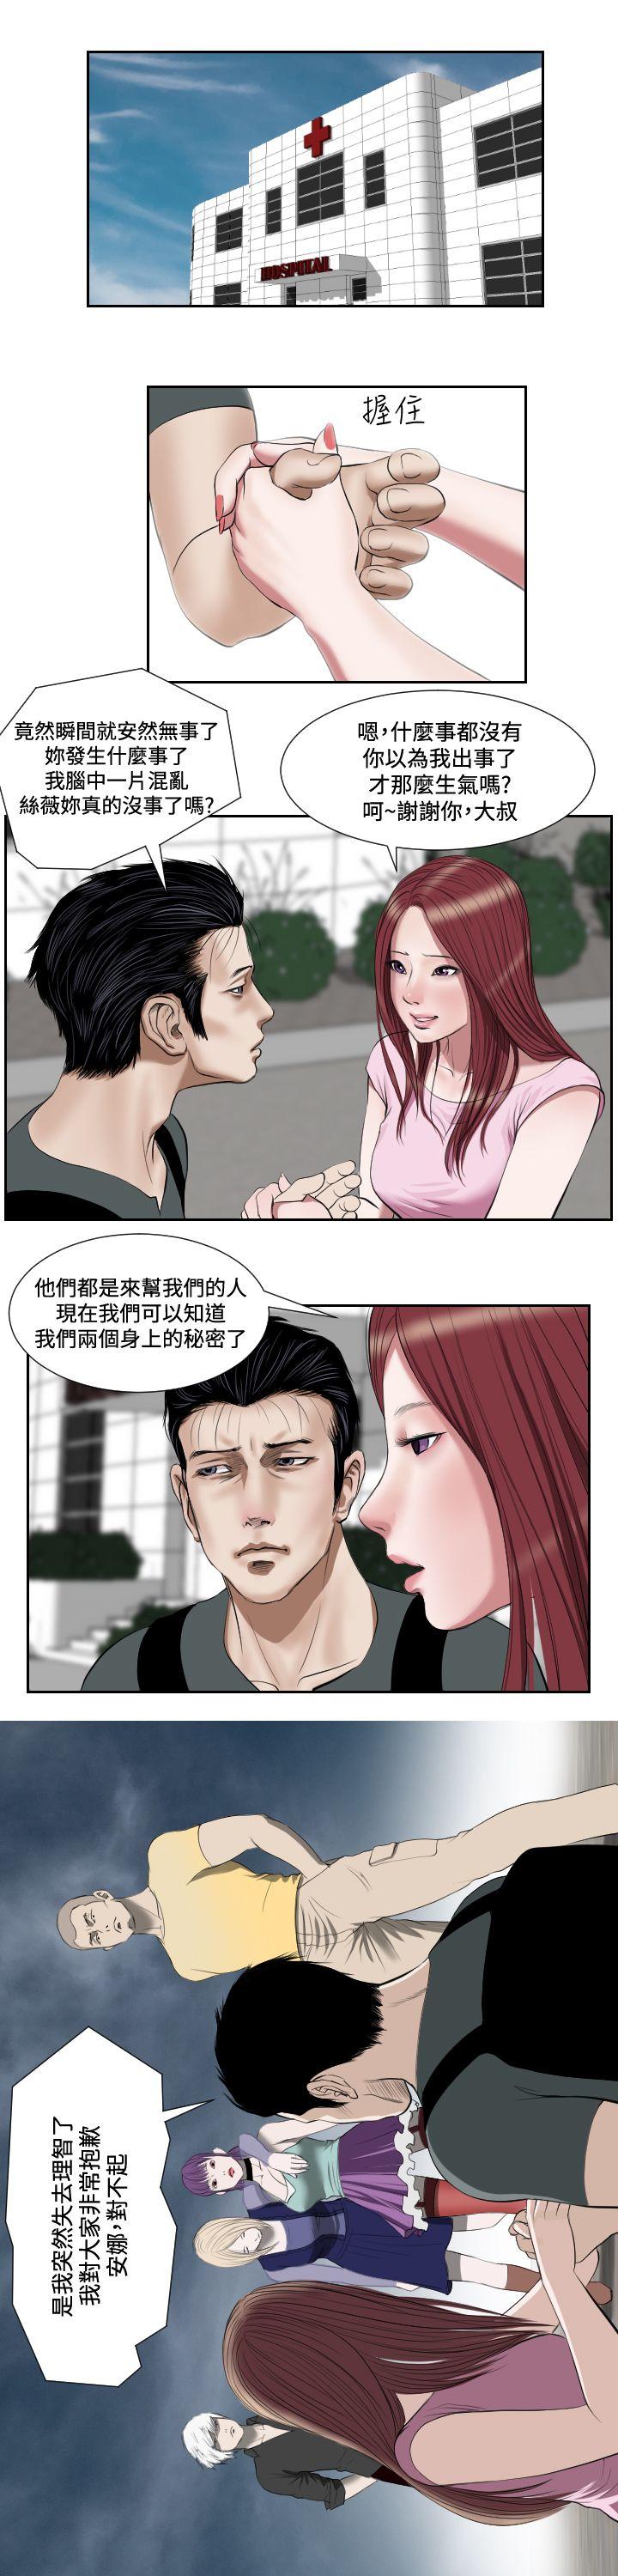 HOSPITAL
握住
竟然瞬間就安然無事了
妳發生什麼事了
我腦中一片混亂
絲薇妳真的沒事了嗎?
嗯,什麼事都沒有
你以為我出事了
才那麼生氣嗎?
呵~謝謝你,大叔
他們都是來幫我們的人
現在我們可以知道
我們兩個身上的秘密了
是我突然失去理智了
我對大家非常抱歉
安娜,對不起